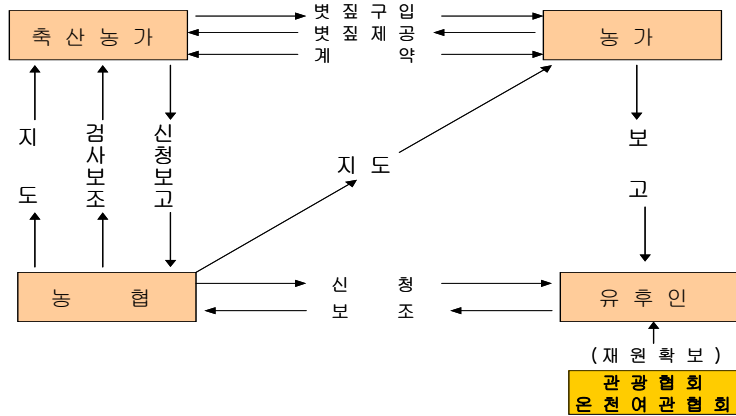 볏 짚 구 입
축 산 농 가
볏 짚 제 공
농 가
계 약
지 도
검사보조
신청보고
지 도
보 고
농 협
신 청
유 후 인
보 조
( 재 원 확 보 )
관 광 협 회
온 천 여 관 협 회